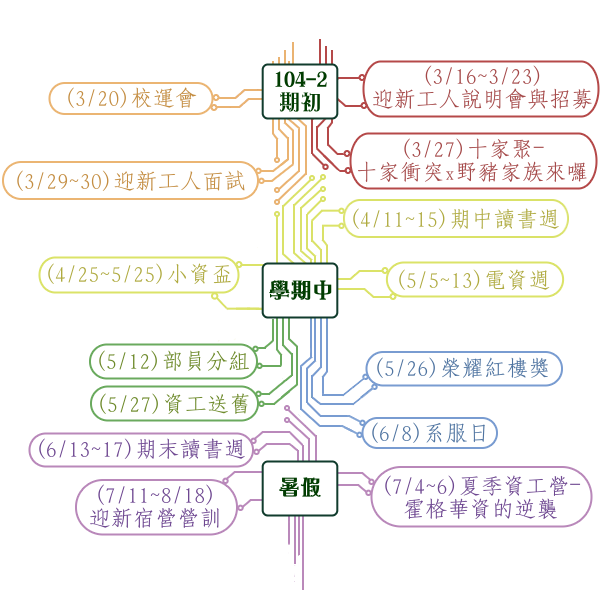 104-2
期初
(3/20)校運會
(3/16~3/23)
迎新工人說明會與招募
(3/27)十家聚-
十家衝突x野豬家族來囉
(3/29~30)迎新工人面試
(4/11~15)期中讀書週
學期中
(4/25~5/25)小資盃
(5/5~13)電資週
(5/12)部員分組
(5/26)榮耀紅樓獎
(5/27)資工送舊
(6/8)系服日
(6/13~17)期末讀書週
暑假
(7/11~8/18)
迎新宿營營訓
(7/4~6)夏季資工營-
霍格華資的逆襲